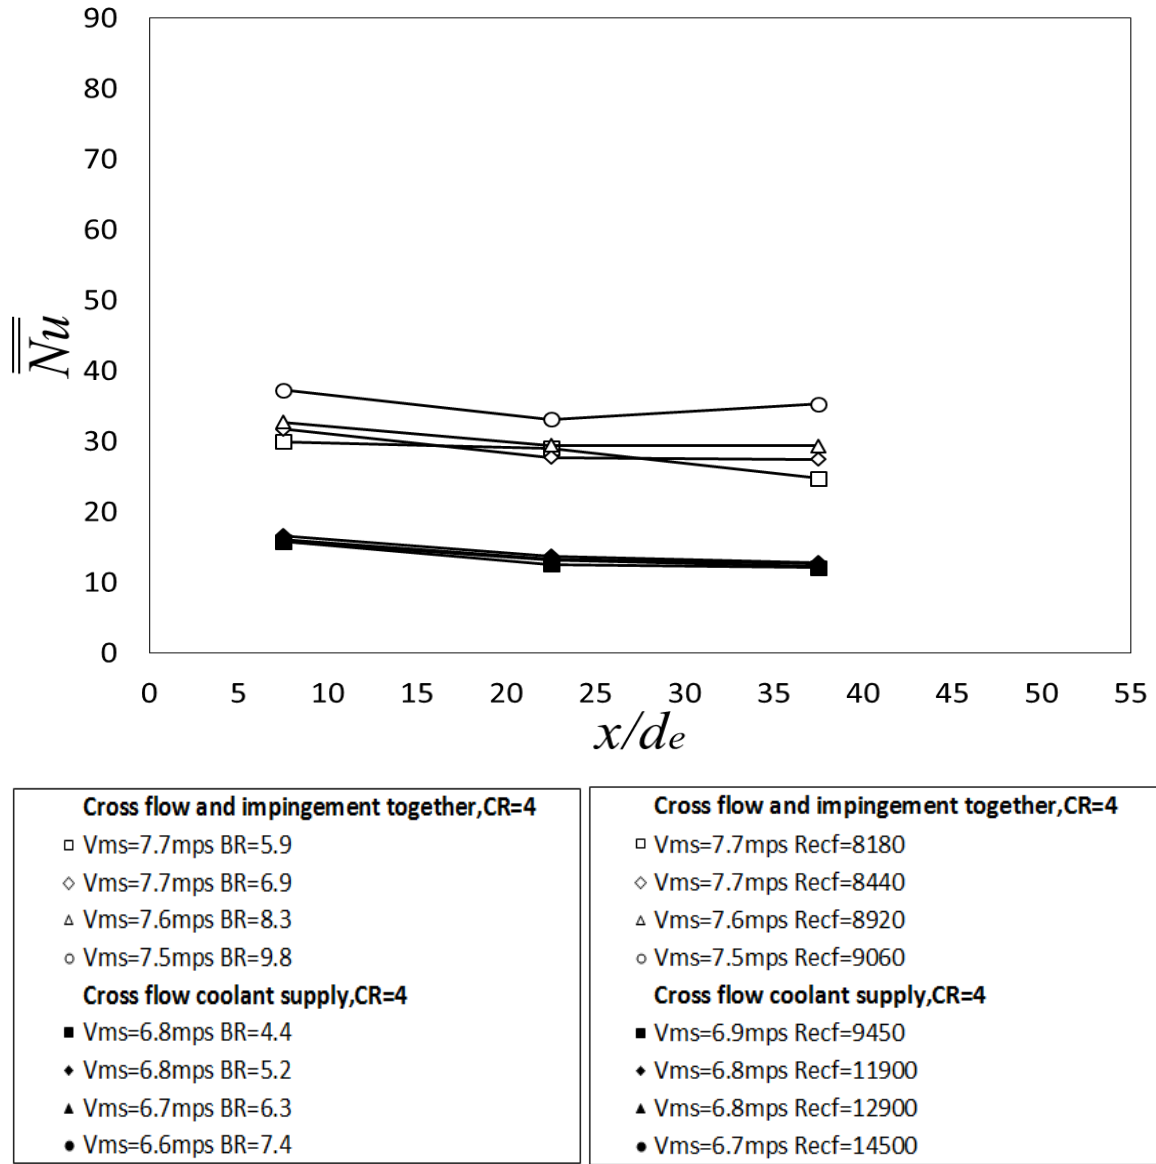 90
80
70
60
50
40
30
20
10
0
Nu
0 5 10 15 20 25 30 35 40 45 50 55
x/de
Cross flow and impingement together,CR=4
Vms=7.7mps BR=5.9
Vms=7.7mps BR=6.9
Vms=7.6mps BR=8.3
Vms=7.5mps BR=9.8
Cross flow coolant supply,CR=4
Vms=6.8mps BR=4.4
Vms=6.8mps BR=5.2
Vms=6.7mps BR=6.3
Vms=6.6mps BR=7.4
Cross flow and impingement together,CR=4
Vms=7.7mps Recf=8180
Vms=7.7mps Recf=8440
Vms=7.6mps Recf=8920
Vms=7.5mps Recf=9060
Cross flow coolant supply,CR=4
Vms=6.9mps Recf=9450
Vms=6.8mps Recf=11900
Vms=6.8mps Recf=12900
Vms=6.7mps Recf=14500